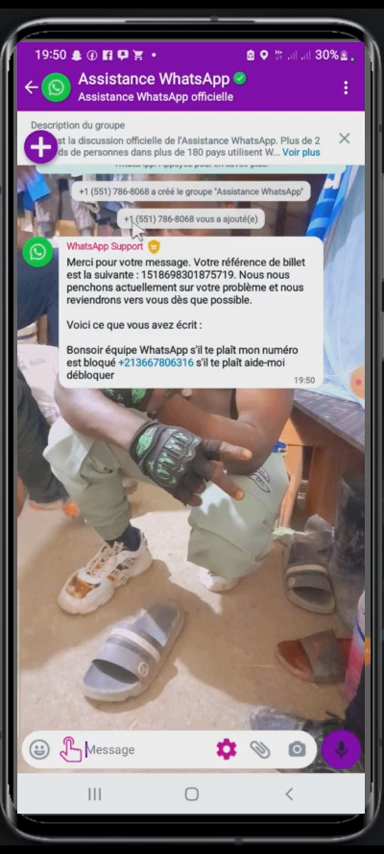 19:50
30%
Assistance WhatsApp
Assistance WhatsApp officielle
Description du groupe
st la discussion officielle de l'Assistance WhatsApp. Plus de 2
ds de personnes dans plus de 180 pays utilisent W... Voir plus
+1 (551) 786-8068 a créé le groupe "Assistance WhatsApp"
+1 (551) 786-8068 vous a ajouté(e)
WhatsApp Support
Merci pour votre message. Votre référence de billet
est la suivante : 1518698301875719. Nous nous
penchons actuellement sur votre problème et nous
reviendrons vers vous dès que possible.
Voici ce que vous avez écrit :
Bonsoir équipe WhatsApp s'il te plaît mon numéro
est bloqué +213667806316 s'il te plaît aide-moi
débloquer
19:50
Message